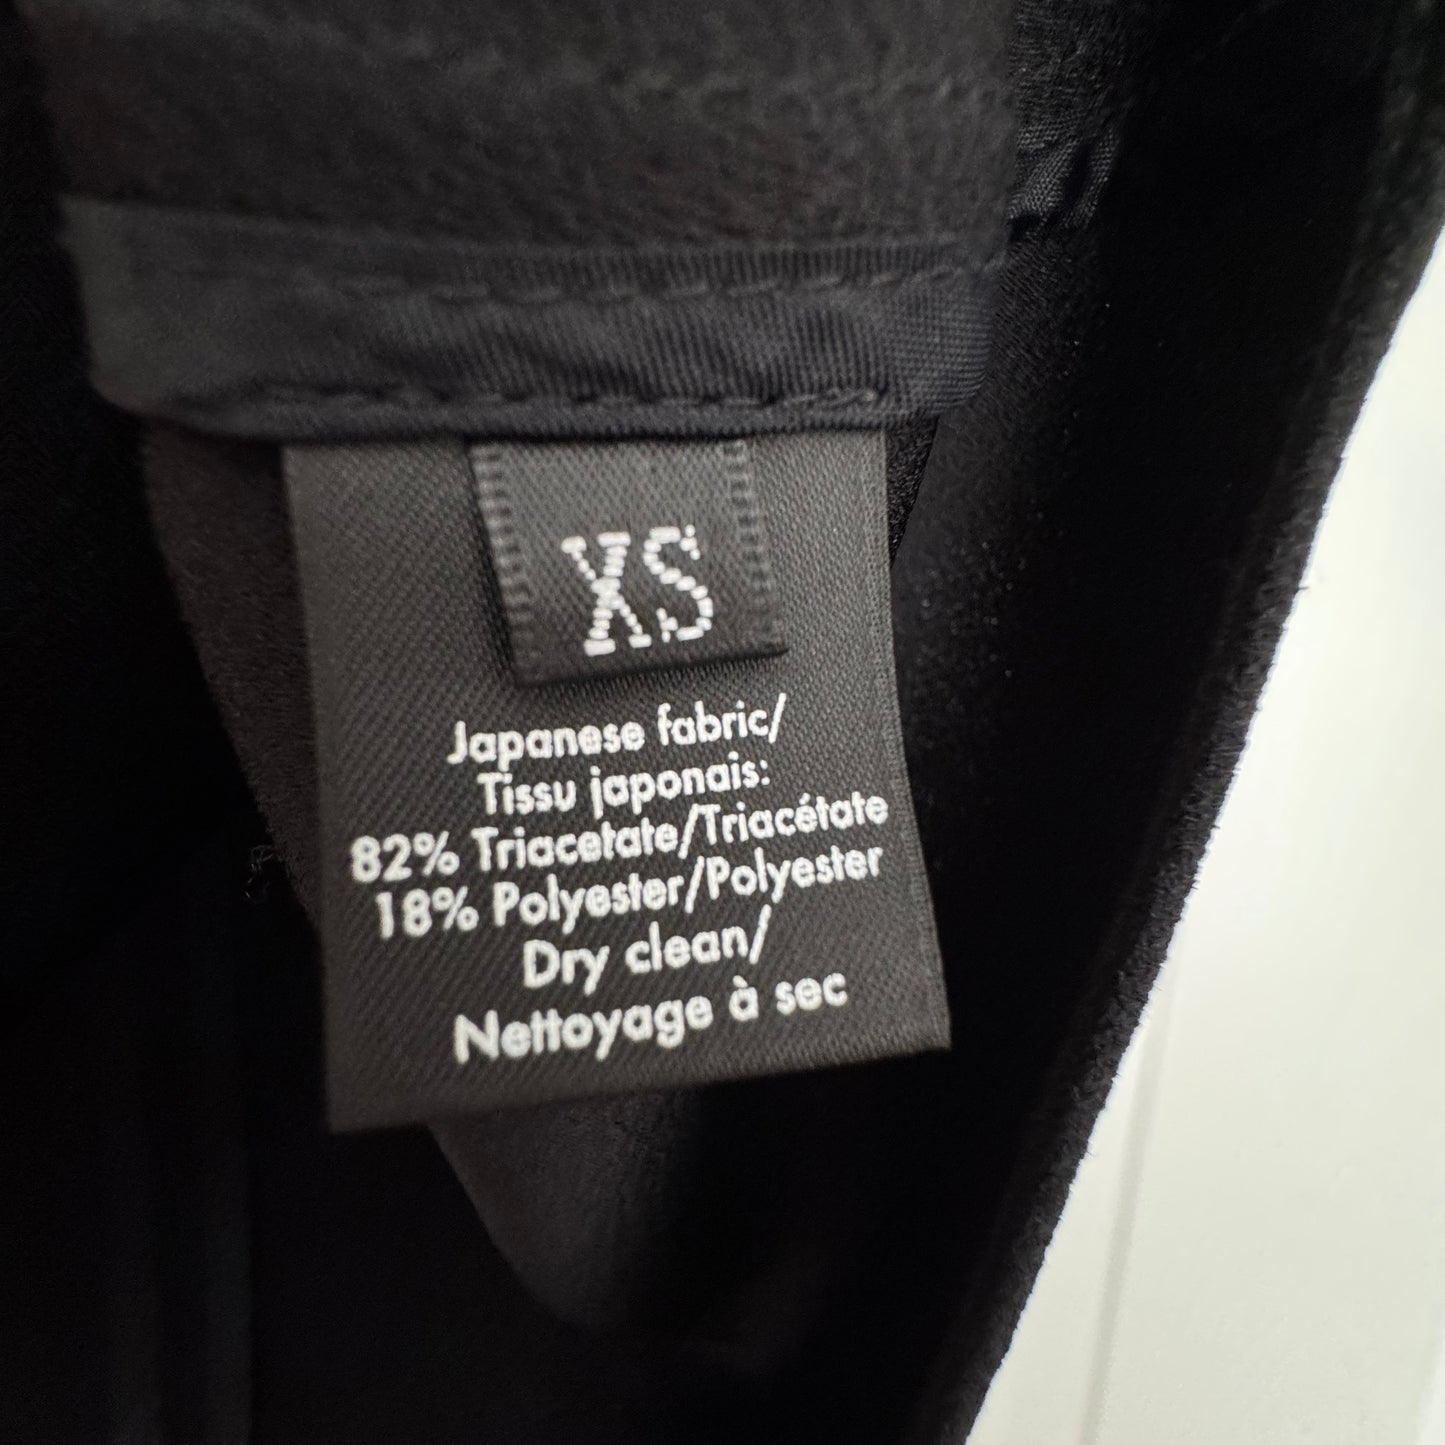 XS
Japanese fabric/
Tissu japonais:
82% Triacetate/Triacétate
18% Polyester/Polyester
Dry clean/
Nettoyage à sec